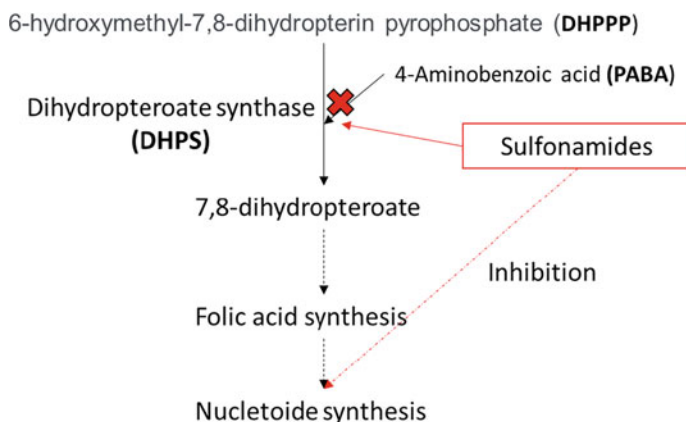 6-hydroxymethyl-7,8-dihydropterin pyrophosphate (DHPPP)
4-Aminobenzoic acid (PABA)
Dihydropteroate synthase
(DHPS)
Sulfonamides
7,8-dihydropteroate
Inhibition
Folic acid synthesis
Nucletoide synthesis